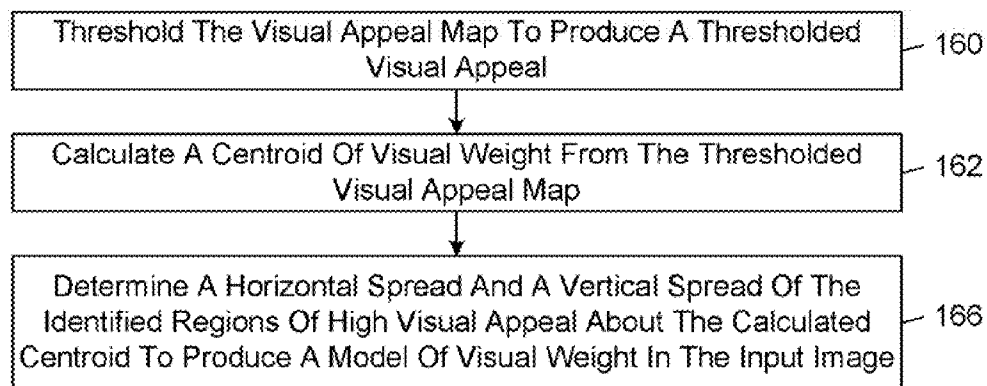 Threshold The Visual Appeal Map To Produce A Thresholded
Visual Appeal
160
Calculate A Centroid Of Visual Weight From The Thresholded
Visual Appeal Map
162
Determine A Horizontal Spread And A Vertical Spread Of The
Identified Regions Of High Visual Appeal About The Calculated
Centroid To Produce A Model Of Visual Weight In The Input Image
166